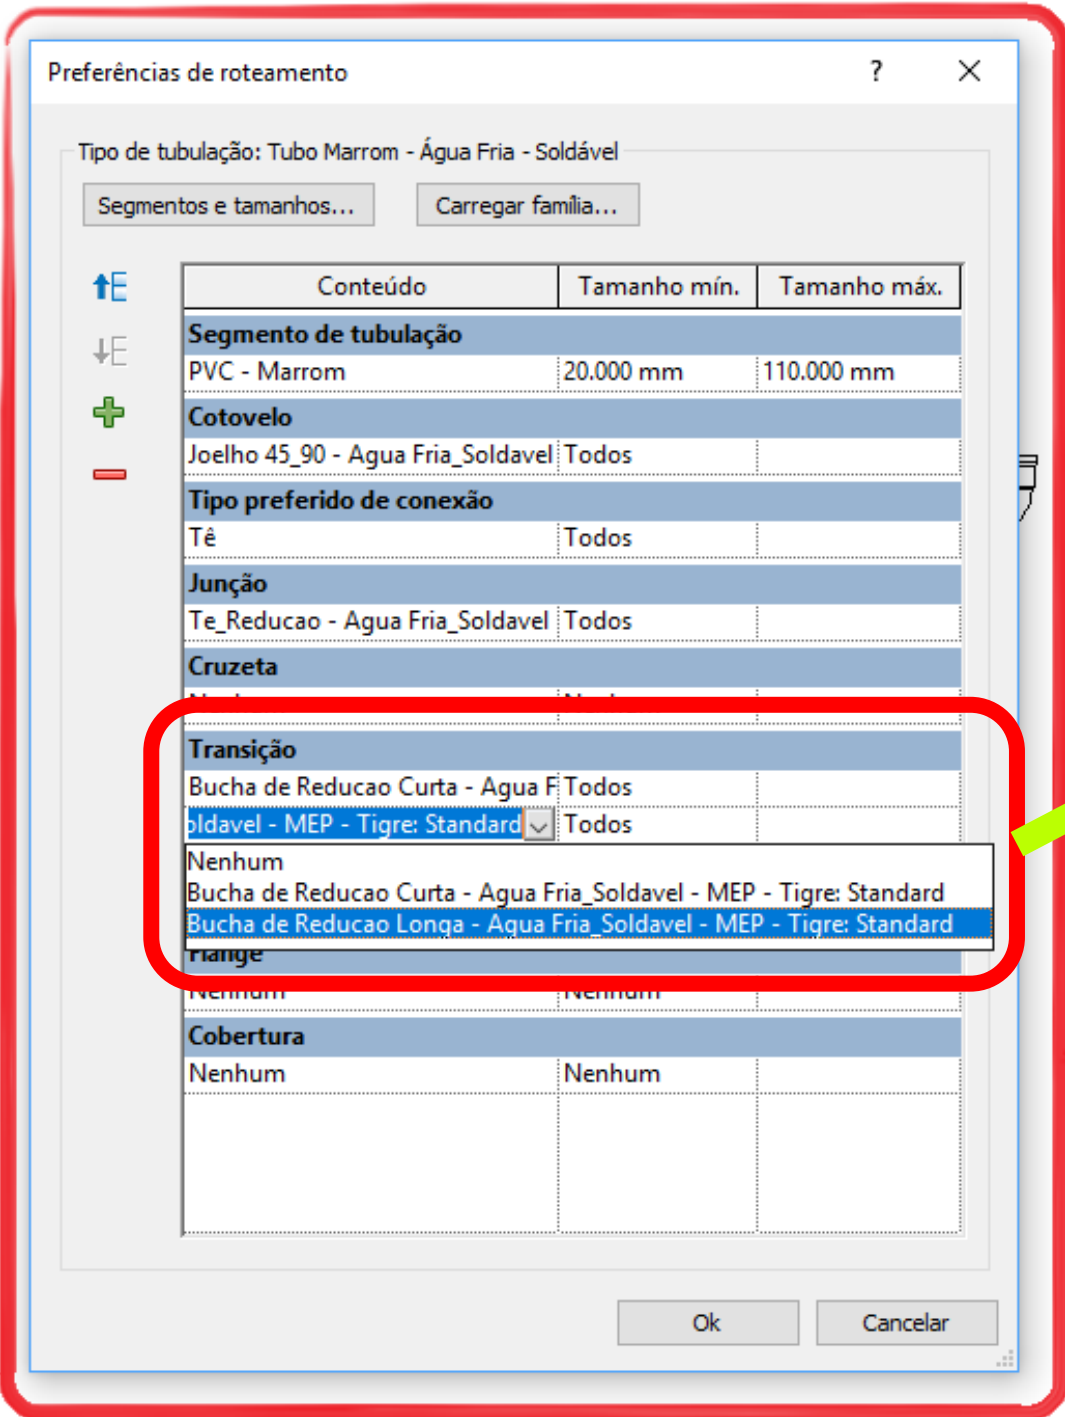 Preferências de roteamento ?
Tipo de tubulação: Tubo Marrom - Água Fria - Soldável
Segmentos e tamanhos... Carregar família...
Conteúdo Tamanho mín. Tamanho máx.
Segmento de tubulação
PVC - Marrom 20.000 mm 110.000 mm
Cotovelo
Joelho 45_90 - Agua Fria_Soldavel Todos
Tipo preferido de conexão
Tê Todos
Junção
Te_Reducao - Agua Fria_Soldavel Todos
Cruzeta
Transição
Bucha de Reducao Curta - Agua F Todos
oldavel - MEP - Tigre: Standard Todos
Nenhum
Bucha de Reducao Curta - Agua Fria_Soldavel - MEP - Tigre: Standard
Bucha de Reducao Longa - Agua Fria_Soldavel - MEP - Tigre: Standard
Flange
Nenhum Nenhum
Cobertura
Nenhum Nenhum
Ok Cancelar